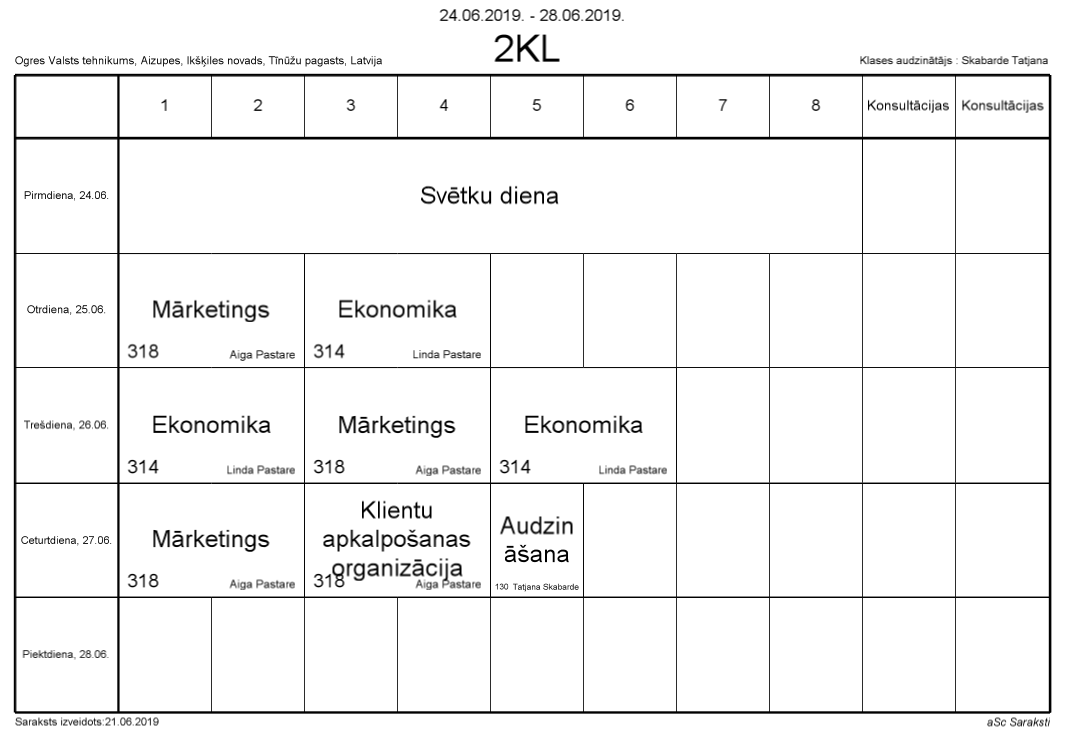 24.06.2019. - 28.06.2019.
2KL
Ogres Valsts tehnikums, Aizupes, Ikšķiles novads, Tīnūžu pagasts, Latvija
Klases audzinātājs : Skabarde Tatjana
1 2 3 4 5 6 7 8 Konsultācijas Konsultācijas
Pirmdiena, 24.06.
Svētku diena
Otrdiena, 25.06.
Mārketings
318 Aiga Pastare
Ekonomika
314 Linda Pastare
Trešdiena, 26.06.
Ekonomika
314 Linda Pastare
Mārketings
318 Aiga Pastare
Ekonomika
314 Linda Pastare
Ceturtdiena, 27.06.
Mārketings
318 Aiga Pastare
Klientu
apkalpošanas
organizācija
318 Aiga Pastare
Audzin
āšana
130 Tatjana Skabarde
Piektdiena, 28.06.
Saraksts izveidots:21.06.2019
aSc Saraksti